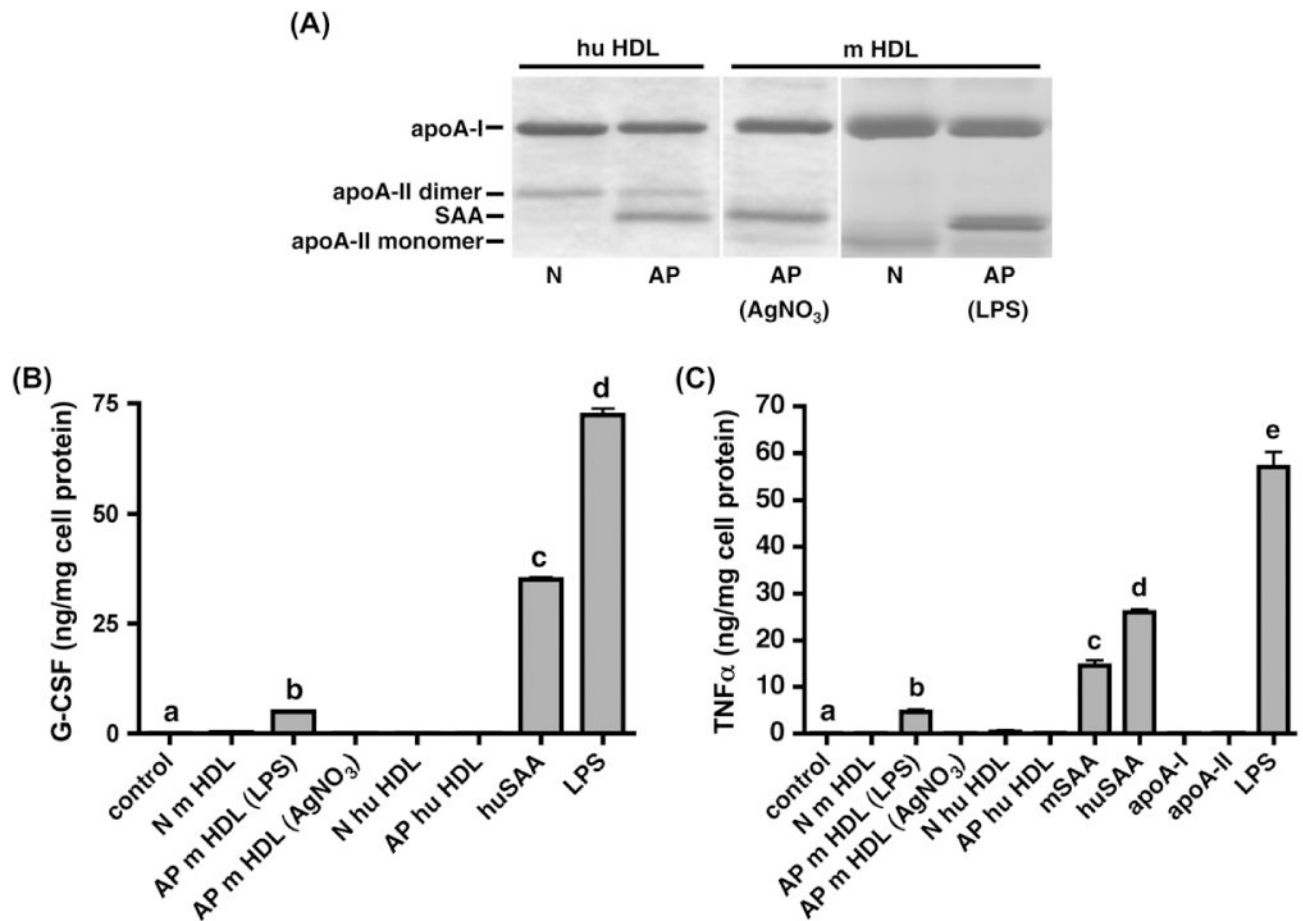 (A)
hu HDL
m HDL
apoA-I
apoA-II dimer
SAA
apoA-II monomer
N
AP
AP
(AgNO₃)
N
AP
(LPS)
(B)
G-CSF (ng/mg cell protein)
75
50
25
0
a
b
c
d
control
N m HDL
AP m HDL (LPS)
AP m HDL (AgNO₃)
N hu HDL
AP hu HDL
huSAA
LPS
(C)
TNFα (ng/mg cell protein)
70
60
50
40
30
20
10
0
a
b
c
d
e
control
N m HDL
AP m HDL (LPS)
AP m HDL (AgNO₃)
N hu HDL
AP hu HDL
mSAA
huSAA
apoA-I
apoA-II
LPS